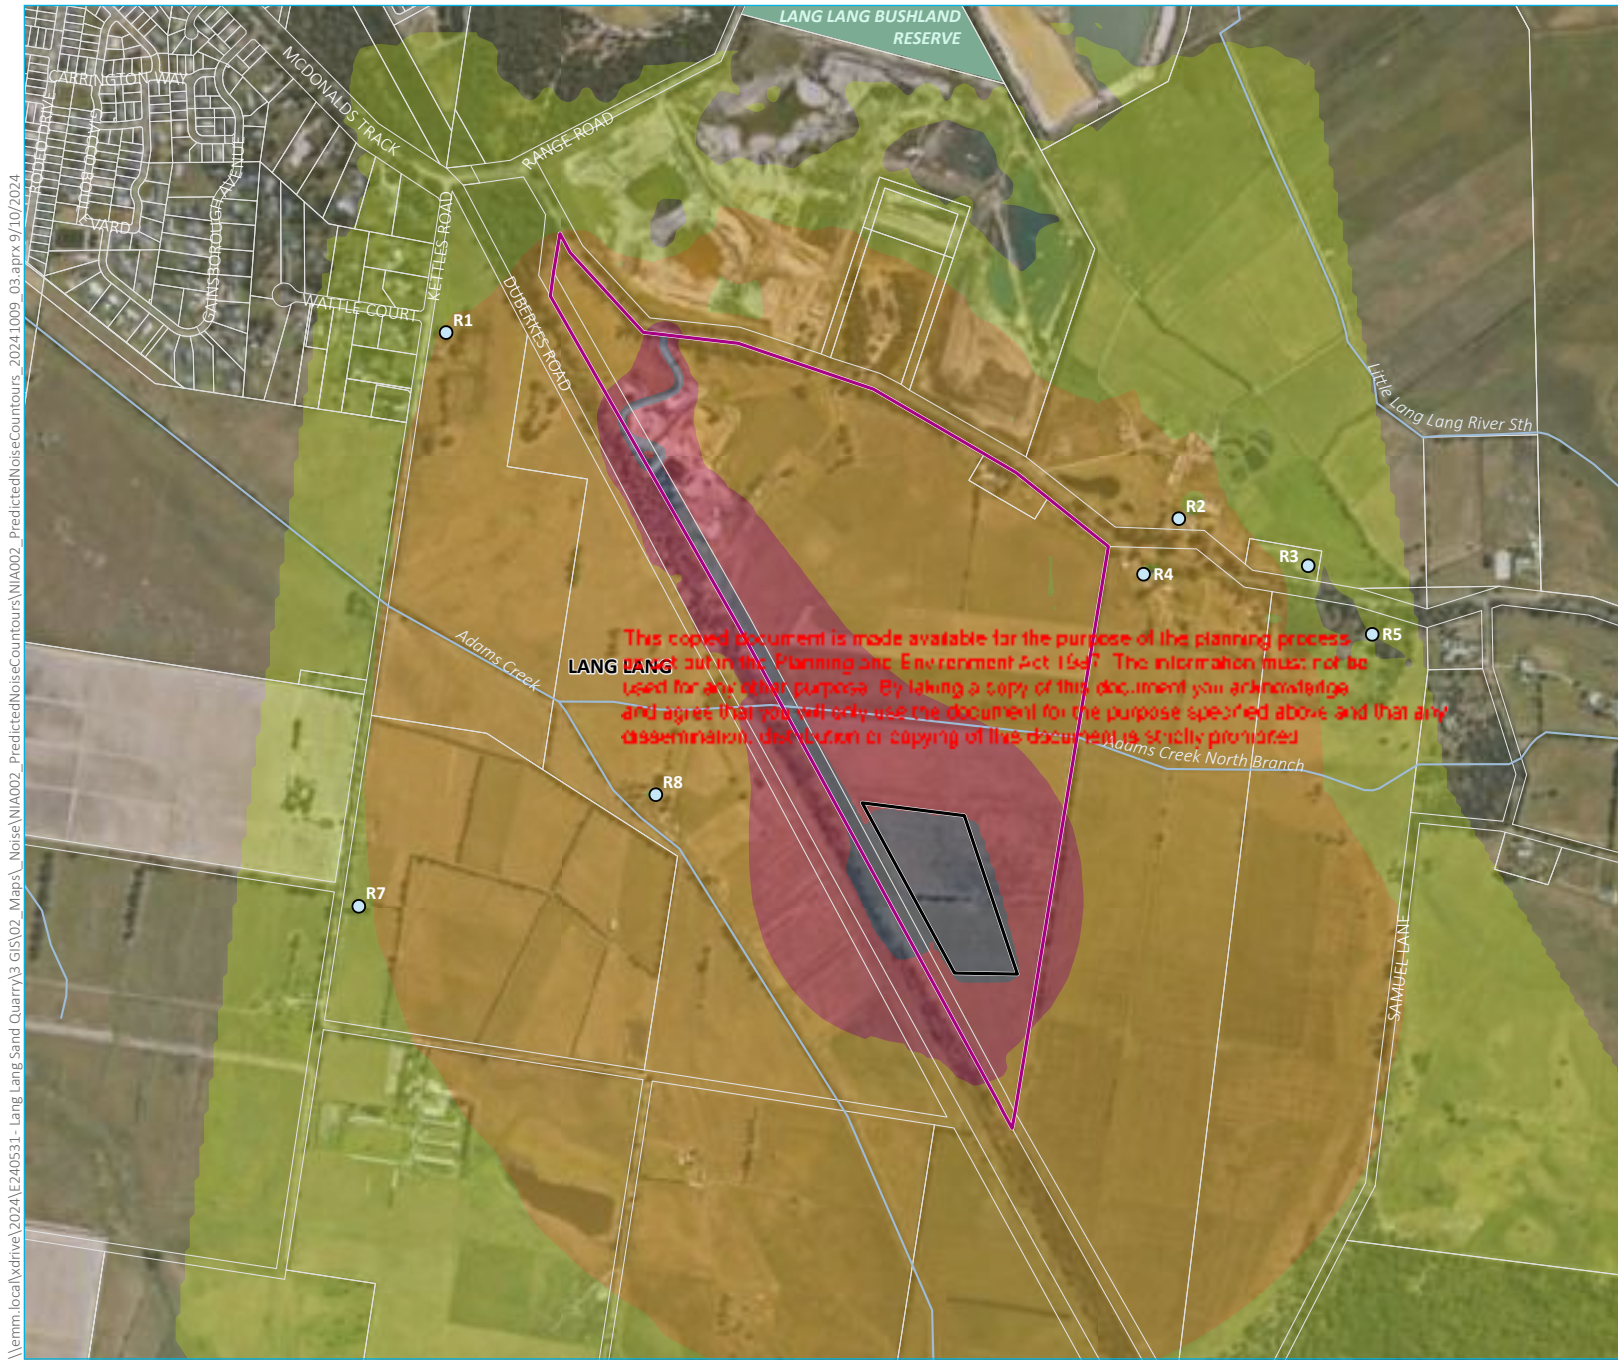 \\emm.local\xdrive\2024\E240531 - Lang Lang Sand Quarry\3 GIS\02_Maps\_Noise\NIA002_PredictedNoiseCountours\NIA002_PredictedNoiseCountours_20241009_03.aprx 9/10/2024
LANG LANG BUSHLAND
RESERVE
MCDONALDS TRACK
CARRINGTON WAY
RODEO DRIVE
GAINSBOROUGH AVENUE
RANGE ROAD
KETTLES ROAD
WATTLE COURT
DUBERKES ROAD
R1
Little Lang Lang River Sth
R2
R3
R4
R5
Adams Creek
LANG LANG
This copied document is made available for the purpose of the planning process
as set out in the Planning and Environment Act 1987. The information must not be
used for any other purpose. By taking a copy of this document you acknowledge
and agree that you will only use the document for the purpose specified above and that any
dissemination, distribution or copying of this document is strictly prohibited
Adams Creek North Branch
R8
R7
SAMUEL LANE